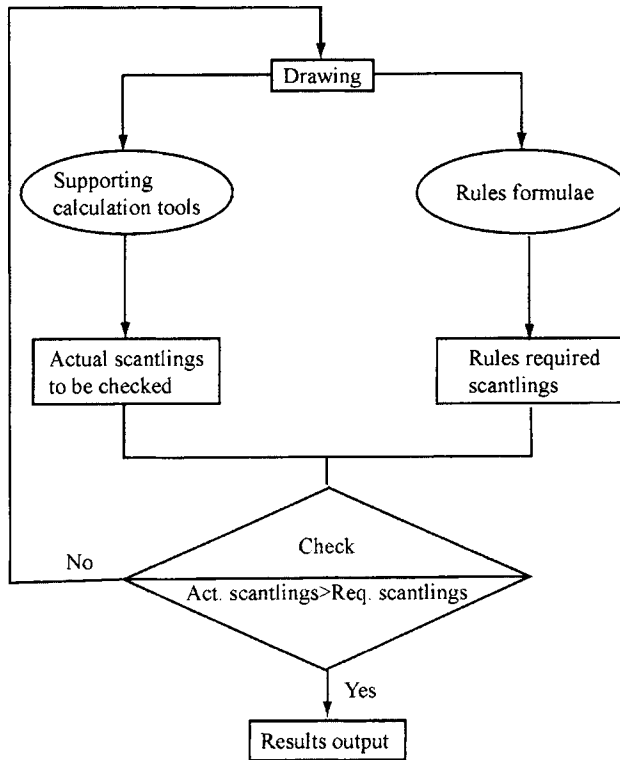 Drawing
Supporting
calculation tools
Rules formulae
Actual scantlings
to be checked
Rules required
scantlings
Check
No
Act. scantlings>Req. scantlings
Yes
Results output